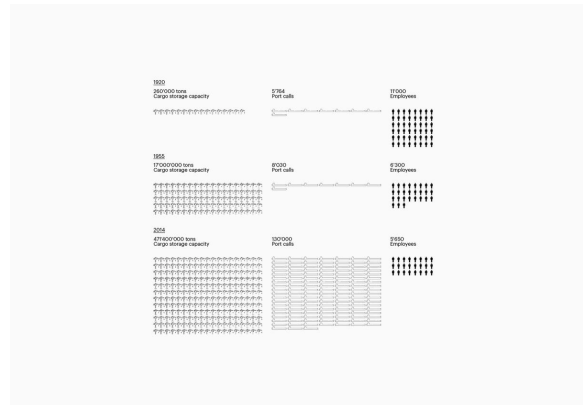 1920
260'000 tons
Cargo storage capacity
5'764
Port calls
11'000
Employees
1955
17'000'000 tons
Cargo storage capacity
8'030
Port calls
6'300
Employees
2014
471'400'000 tons
Cargo storage capacity
130'000
Port calls
5'650
Employees